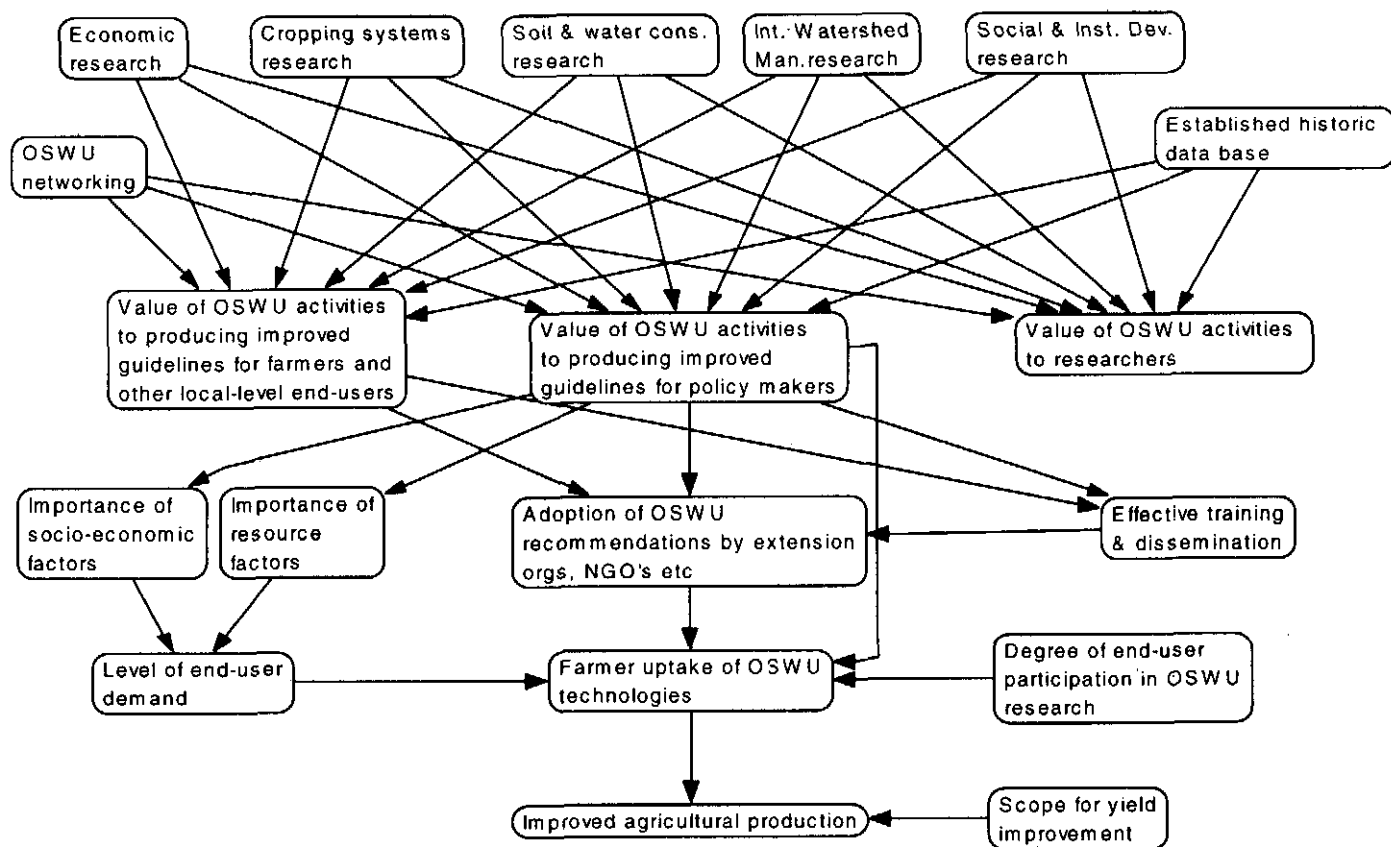 Economic
research
Cropping systems
research
Soil & water cons.
research
Int. Watershed
Man.research
Social & Inst. Dev.
research
OSWU
networking
Established historic
data base
Value of OSWU activities
to producing improved
guidelines for farmers and
other local-level end-users
Value of OSWU activities
to producing improved
guidelines for policy makers
Value of OSWU activities
to researchers
Importance of
socio-economic
factors
Importance of
resource
factors
Adoption of OSWU
recommendations by extension
orgs, NGO's etc
Effective training
& dissemination
Level of end-user
demand
Farmer uptake of OSWU
technologies
Degree of end-user
participation in OSWU
research
Improved agricultural production
Scope for yield
improvement